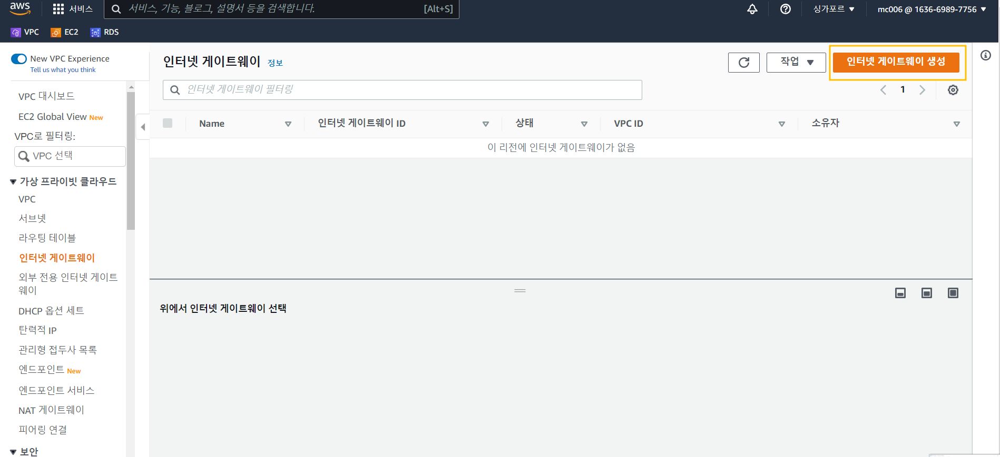 aws
서비스
서비스, 기능, 블로그, 설명서 등을 검색합니다.
[Alt+S]
싱가포르 ▼
mc006 @ 1636-6989-7756 ▼
VPC
EC2
RDS
New VPC Experience
Tell us what you think
VPC 대시보드
EC2 Global View New
VPC로 필터링:
VPC 선택
가상 프라이빗 클라우드
VPC
서브넷
라우팅 테이블
인터넷 게이트웨이
외부 전용 인터넷 게이트
웨이
DHCP 옵션 세트
탄력적 IP
관리형 접두사 목록
엔드포인트 New
엔드포인트 서비스
NAT 게이트웨이
피어링 연결
보안
인터넷 게이트웨이 정보
작업 ▼
인터넷 게이트웨이 생성
인터넷 게이트웨이 필터링
1
Name
인터넷 게이트웨이 ID
상태
VPC ID
소유자
이 리전에 인터넷 게이트웨이가 없음
위에서 인터넷 게이트웨이 선택